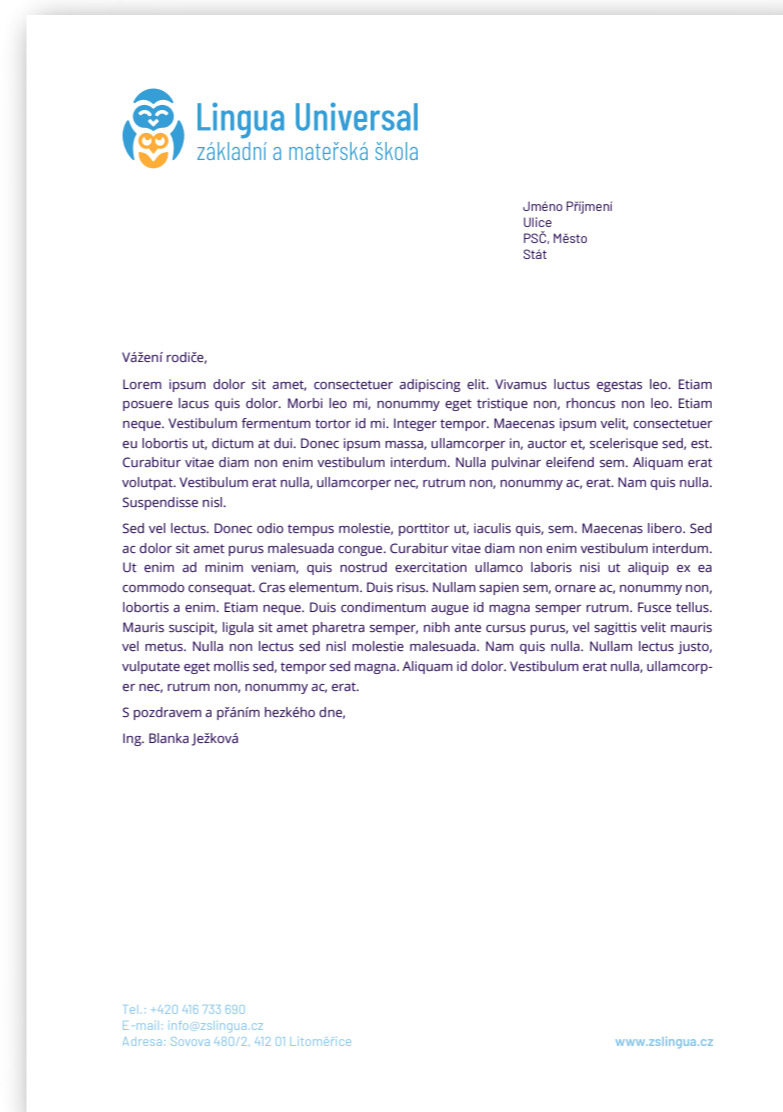 Lingua Universal
základní a mateřská škola
Jméno Příjmení
Ulice
PSČ, Město
Stát
Vážení rodiče,
Lorem ipsum dolor sit amet, consectetuer adipiscing elit. Vivamus luctus egestas leo. Etiam
posuere lacus quis dolor. Morbi leo mi, nonummy eget tristique non, rhoncus non leo. Etiam
neque. Vestibulum fermentum tortor id mi. Integer tempor. Maecenas ipsum velit, consectetuer
eu lobortis ut, dictum at dui. Donec ipsum massa, ullamcorper in, auctor et, scelerisque sed, est.
Curabitur vitae diam non enim vestibulum interdum. Nulla pulvinar eleifend sem. Aliquam erat
volutpat. Vestibulum erat nulla, ullamcorper nec, rutrum non, nonummy ac, erat. Nam quis nulla.
Suspendisse nisl.
Sed vel lectus. Donec odio tempus molestie, porttitor ut, iaculis quis, sem. Maecenas libero. Sed
ac dolor sit amet purus malesuada congue. Curabitur vitae diam non enim vestibulum interdum.
Ut enim ad minim veniam, quis nostrud exercitation ullamco laboris nisi ut aliquip ex ea
commodo consequat. Cras elementum. Duis risus. Nullam sapien sem, ornare ac, nonummy non,
lobortis a enim. Etiam neque. Duis condimentum augue id magna semper rutrum. Fusce tellus.
Mauris suscipit, ligula sit amet pharetra semper, nibh ante cursus purus, vel sagittis velit mauris
vel metus. Nulla non lectus sed nisl molestie malesuada. Nam quis nulla. Nullam lectus justo,
vulputate eget mollis sed, tempor sed magna. Aliquam id dolor. Vestibulum erat nulla, ullamcorp-
er nec, rutrum non, nonummy ac, erat.
S pozdravem a přáním hezkého dne,
Ing. Blanka Ježková
Tel.: +420 416 733 690
E-mail: info@zslingua.cz
Adresa: Sovova 480/2, 412 01 Litoměřice
www.zslingua.cz